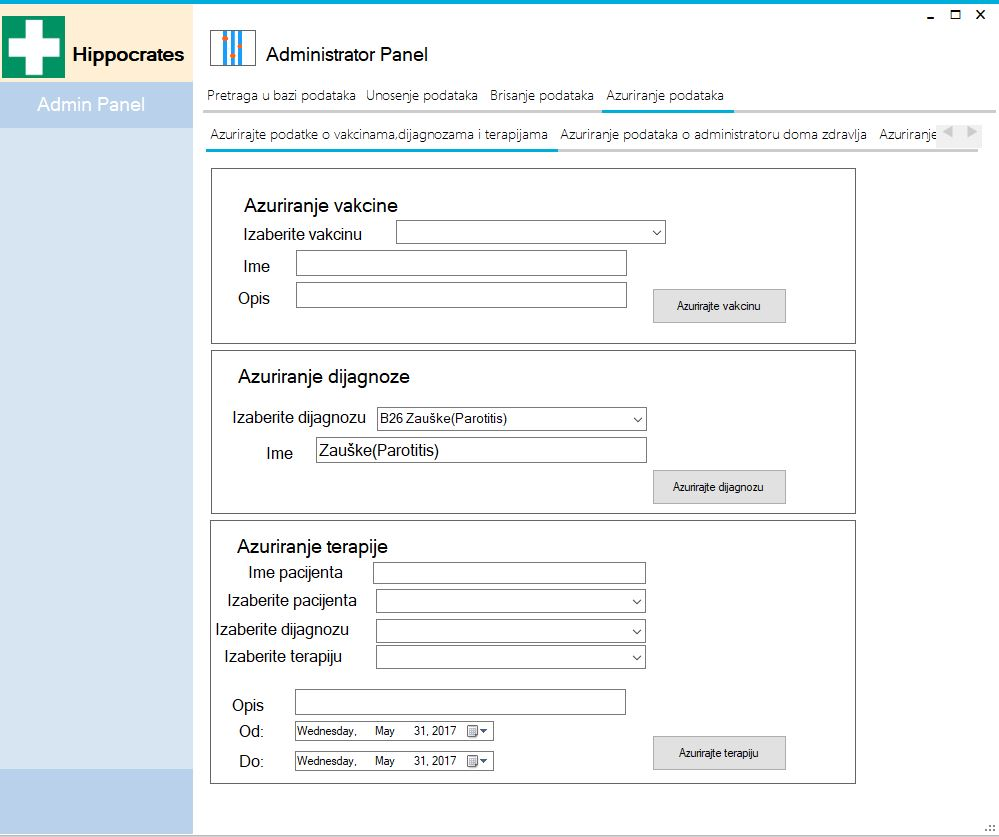 Hippocrates
Administrator Panel
Admin Panel
Pretraga u bazi podataka Unosenje podataka Brisanje podataka Azuriranje podataka
Azurirajte podatke o vakcinama,dijagnozama i terapijama Azuriranje podataka o administratoru doma zdravlja Azuriranje
Azuriranje vakcine
Izaberite vakcinu
Ime
Opis
Azurirajte vakcinu
Azuriranje dijagnoze
Izaberite dijagnozu B26 Zauške(Parotitis)
Ime Zauške(Parotitis)
Azurirajte dijagnozu
Azuriranje terapije
Ime pacijenta
Izaberite pacijenta
Izaberite dijagnozu
Izaberite terapiju
Opis
Od: Wednesday, May 31, 2017
Do: Wednesday, May 31, 2017
Azurirajte terapiju